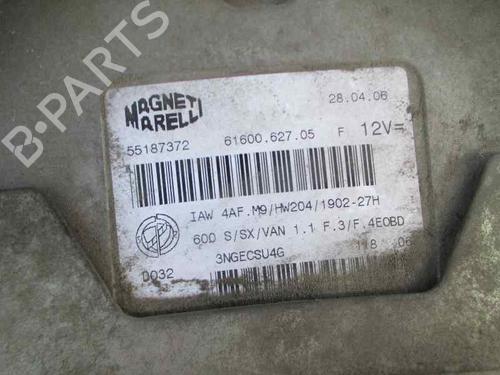 MAGNETI MARELLI
28.04.06
55187372 61600.627.05 F 12V=
IAW 4AF.M9/HW204/1902-27H
600 S/SX/VAN 1.1 F.3/F.4EOBD
3NGECSU4G 118 06
D032
B-PARTS